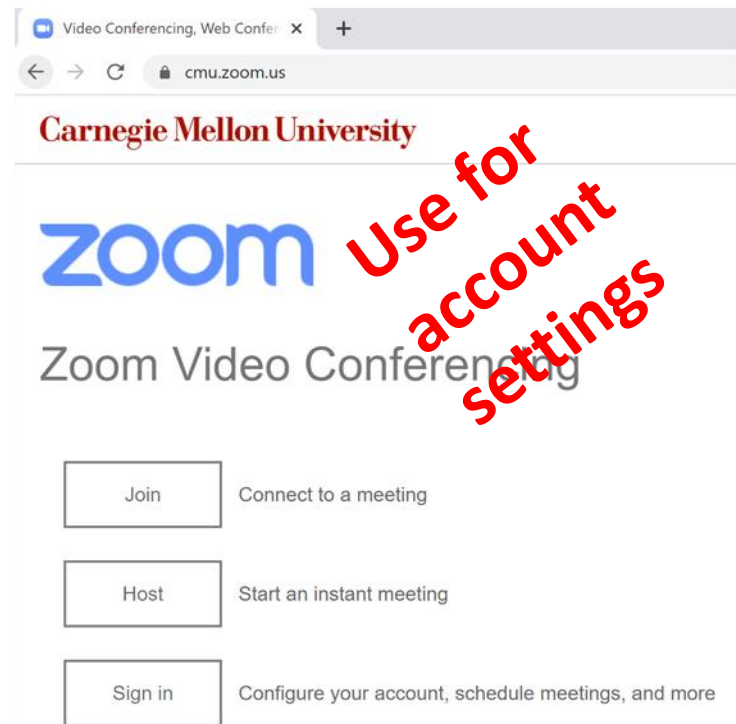 Video Conferencing, Web Confer
cmu.zoom.us
Carnegie Mellon University
zoom
Use for
account
settings
Zoom Video Conferencing
Join Connect to a meeting
Host Start an instant meeting
Sign in Configure your account, schedule meetings, and more